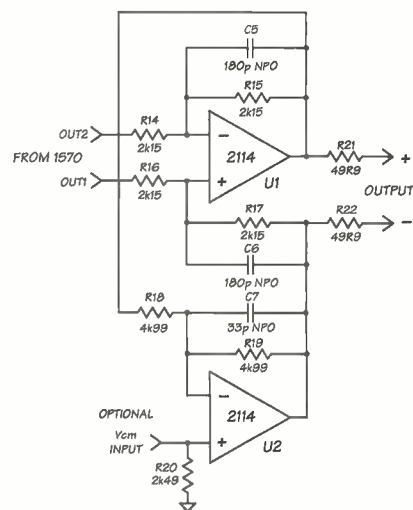 C5
180p NPO
R15
2k15
R14
OUT2
2k15
FROM 1570
R16
OUT1
2k15
−
2114
+
U1
R21
+
49R9
OUTPUT
R17
2k15
R22
−
49R9
C6
180p NPO
R18
4k99
C7
33p NPO
R19
4k99
−
2114
+
U2
OPTIONAL
Vcm
INPUT
R20
2k49